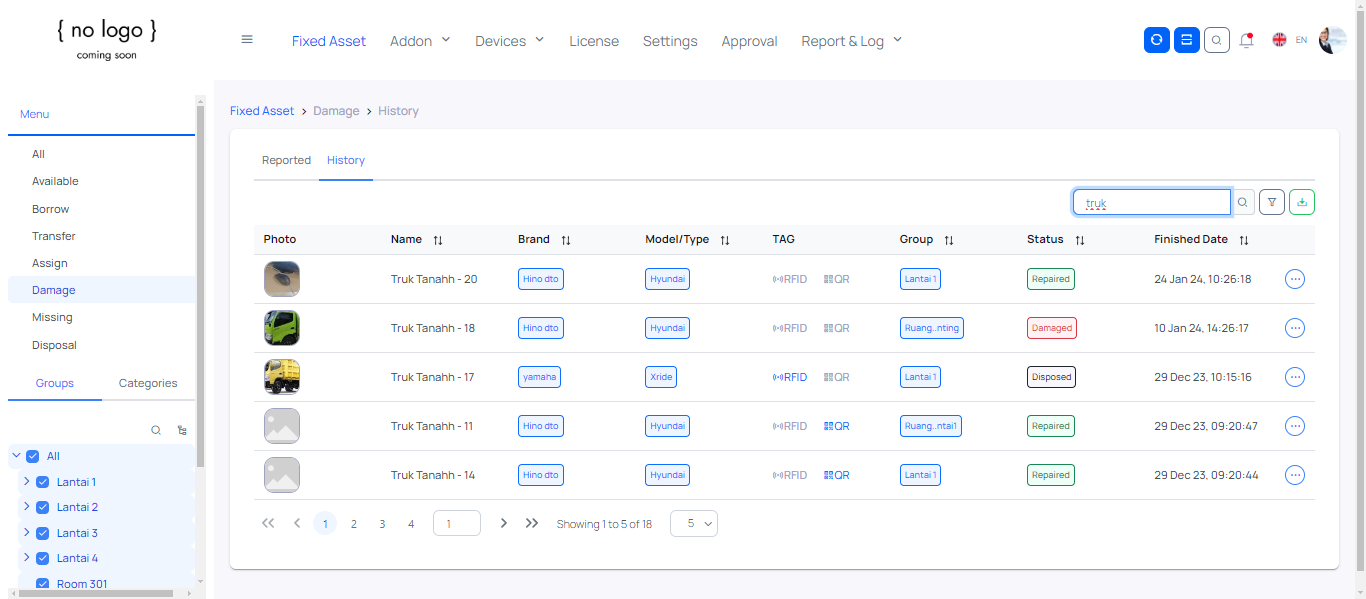 { no logo }
coming soon
Fixed Asset Addon Devices License Settings Approval Report & Log EN
Menu
All
Available
Borrow
Transfer
Assign
Damage
Missing
Disposal
Groups Categories
All
Lantai 1
Lantai 2
Lantai 3
Lantai 4
Room 301
Fixed Asset > Damage > History
Reported History
truk
Photo Name Brand Model/Type TAG Group Status Finished Date
Truk Tanahh - 20 Hino dto Hyundai RFID QR Lantai 1 Repaired 24 Jan 24, 10:26:18
Truk Tanahh - 18 Hino dto Hyundai RFID QR Ruang..nting Damaged 10 Jan 24, 14:26:17
Truk Tanahh - 17 yamaha Xride RFID QR Lantai 1 Disposed 29 Dec 23, 10:15:16
Truk Tanahh - 11 Hino dto Hyundai RFID QR Ruang..ntai1 Repaired 29 Dec 23, 09:20:47
Truk Tanahh - 14 Hino dto Hyundai RFID QR Lantai 1 Repaired 29 Dec 23, 09:20:44
1 2 3 4 1 Showing 1 to 5 of 18 5